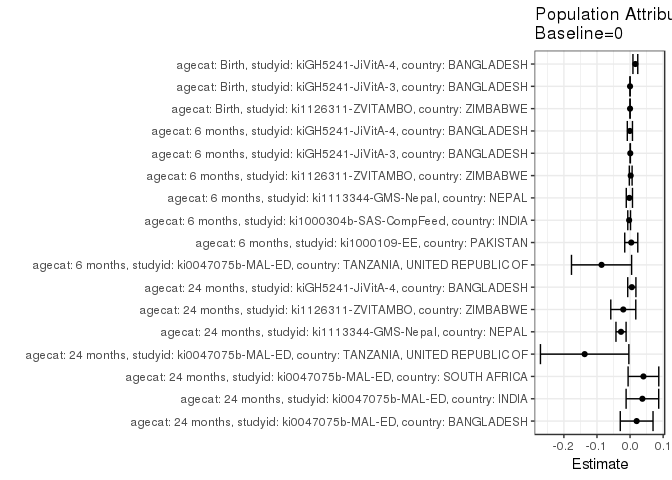 Population Attribu
Baseline=0
agecat: Birth, studyid: kiGH5241-JiVitA-4, country: BANGLADESH
agecat: Birth, studyid: kiGH5241-JiVitA-3, country: BANGLADESH
agecat: Birth, studyid: ki1126311-ZVITAMBO, country: ZIMBABWE
agecat: 6 months, studyid: kiGH5241-JiVitA-4, country: BANGLADESH
agecat: 6 months, studyid: kiGH5241-JiVitA-3, country: BANGLADESH
agecat: 6 months, studyid: ki1126311-ZVITAMBO, country: ZIMBABWE
agecat: 6 months, studyid: ki1113344-GMS-Nepal, country: NEPAL
agecat: 6 months, studyid: ki1000304b-SAS-CompFeed, country: INDIA
agecat: 6 months, studyid: ki1000109-EE, country: PAKISTAN
agecat: 6 months, studyid: ki0047075b-MAL-ED, country: TANZANIA, UNITED REPUBLIC OF
agecat: 24 months, studyid: kiGH5241-JiVitA-4, country: BANGLADESH
agecat: 24 months, studyid: ki1126311-ZVITAMBO, country: ZIMBABWE
agecat: 24 months, studyid: ki1113344-GMS-Nepal, country: NEPAL
agecat: 24 months, studyid: ki0047075b-MAL-ED, country: TANZANIA, UNITED REPUBLIC OF
agecat: 24 months, studyid: ki0047075b-MAL-ED, country: SOUTH AFRICA
agecat: 24 months, studyid: ki0047075b-MAL-ED, country: INDIA
agecat: 24 months, studyid: ki0047075b-MAL-ED, country: BANGLADESH
-0.2 -0.1 0.0 0.1
Estimate